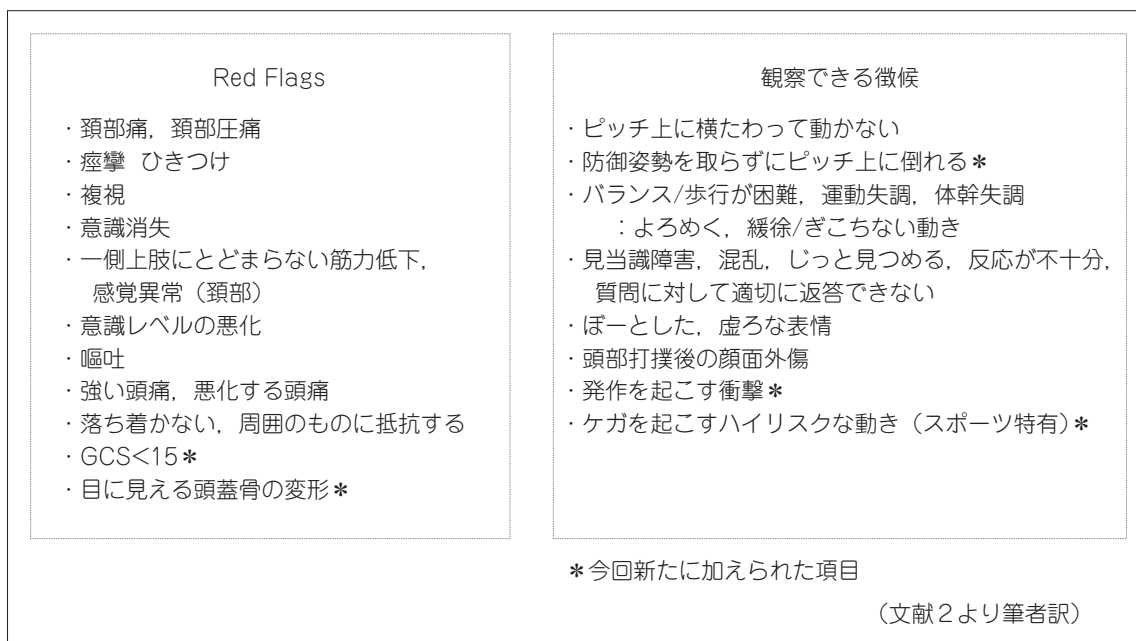 Red Flags
・頚部痛，頚部圧痛
・痙攣 ひきつけ
・複視
・意識消失
・一側上肢にとどまらない筋力低下，
感覚異常（頚部）
・意識レベルの悪化
・嘔吐
・強い頭痛，悪化する頭痛
・落ち着かない，周囲のものに抵抗する
・GCS<15＊
・目に見える頭蓋骨の変形＊
観察できる徴候
・ピッチ上に横たわって動かない
・防御姿勢を取らずにピッチ上に倒れる＊
・バランス/歩行が困難，運動失調，体幹失調
：よろめく，緩徐/ぎこちない動き
・見当識障害，混乱，じっと見つめる，反応が不十分，
質問に対して適切に返答できない
・ぼーとした，虚ろな表情
・頭部打撲後の顔面外傷
・発作を起こす衝撃＊
・ケガを起こすハイリスクな動き（スポーツ特有）＊
＊今回新たに加えられた項目
（文献２より筆者訳）